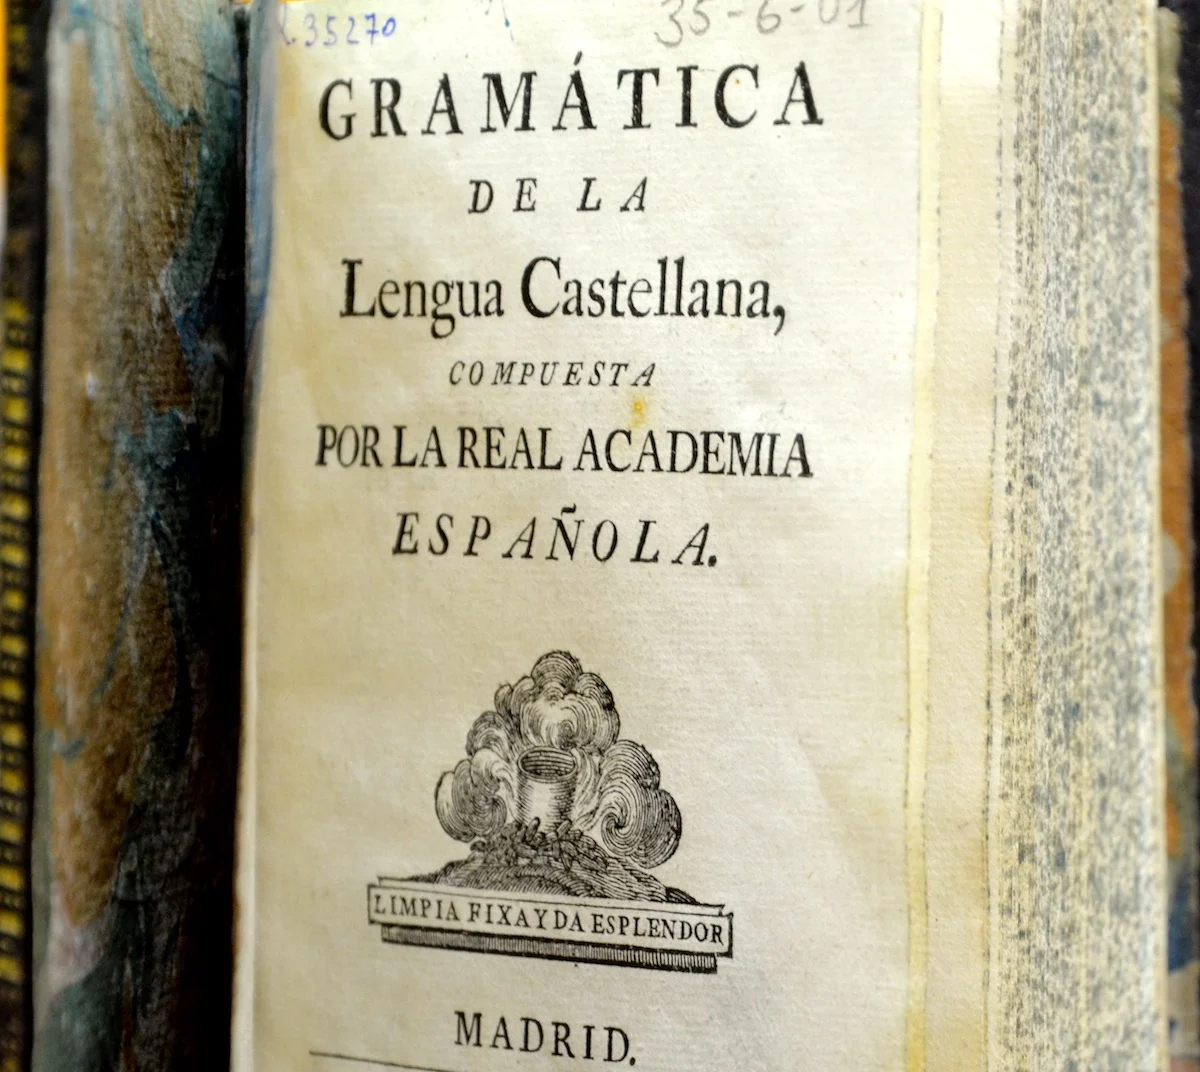 35270
35-6-01
GRAMÁTICA
DE LA
Lengua Castellana,
COMPUESTA
POR LA REAL ACADEMIA
ESPAÑOLA.
LIMPIA FIXA Y DA ESPLENDOR
MADRID.